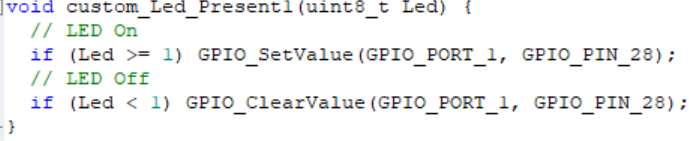 void custom_Led_Present1(uint8_t Led) {
  // LED On
  if (Led >= 1) GPIO_SetValue(GPIO_PORT_1, GPIO_PIN_28);
  // LED Off
  if (Led < 1) GPIO_ClearValue(GPIO_PORT_1, GPIO_PIN_28);
}